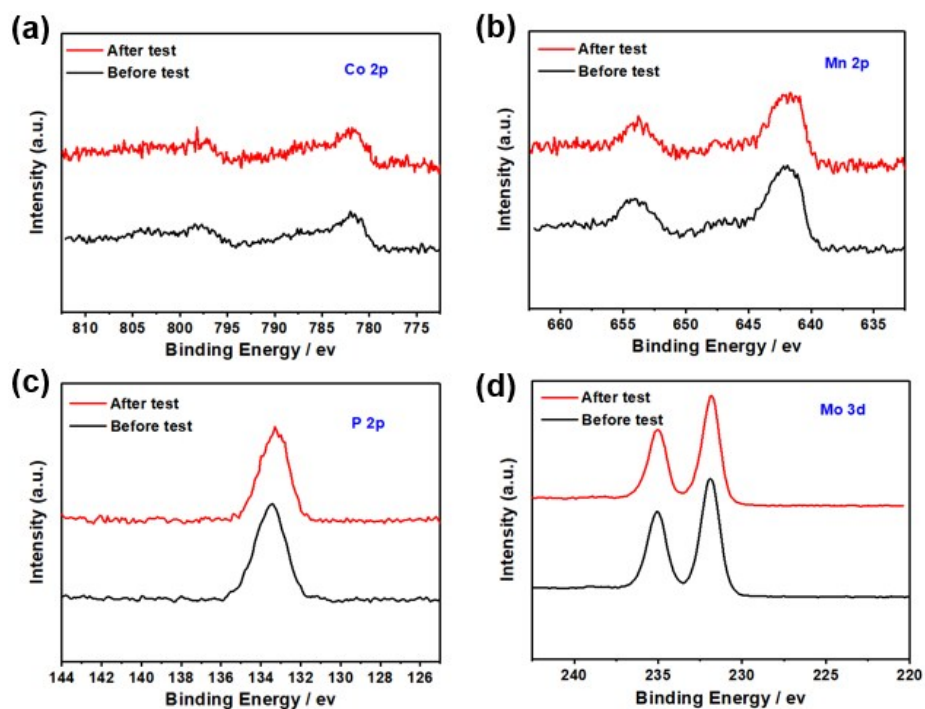 (a)
After test
Before test
Co 2p
Intensity (a.u.)
810 805 800 795 790 785 780 775
Binding Energy / ev
(b)
After test
Before test
Mn 2p
Intensity (a.u.)
660 655 650 645 640 635
Binding Energy / ev
(c)
After test
Before test
P 2p
Intensity (a.u.)
144 142 140 138 136 134 132 130 128 126
Binding Energy / ev
(d)
After test
Before test
Mo 3d
Intensity (a.u.)
240 235 230 225 220
Binding Energy / ev